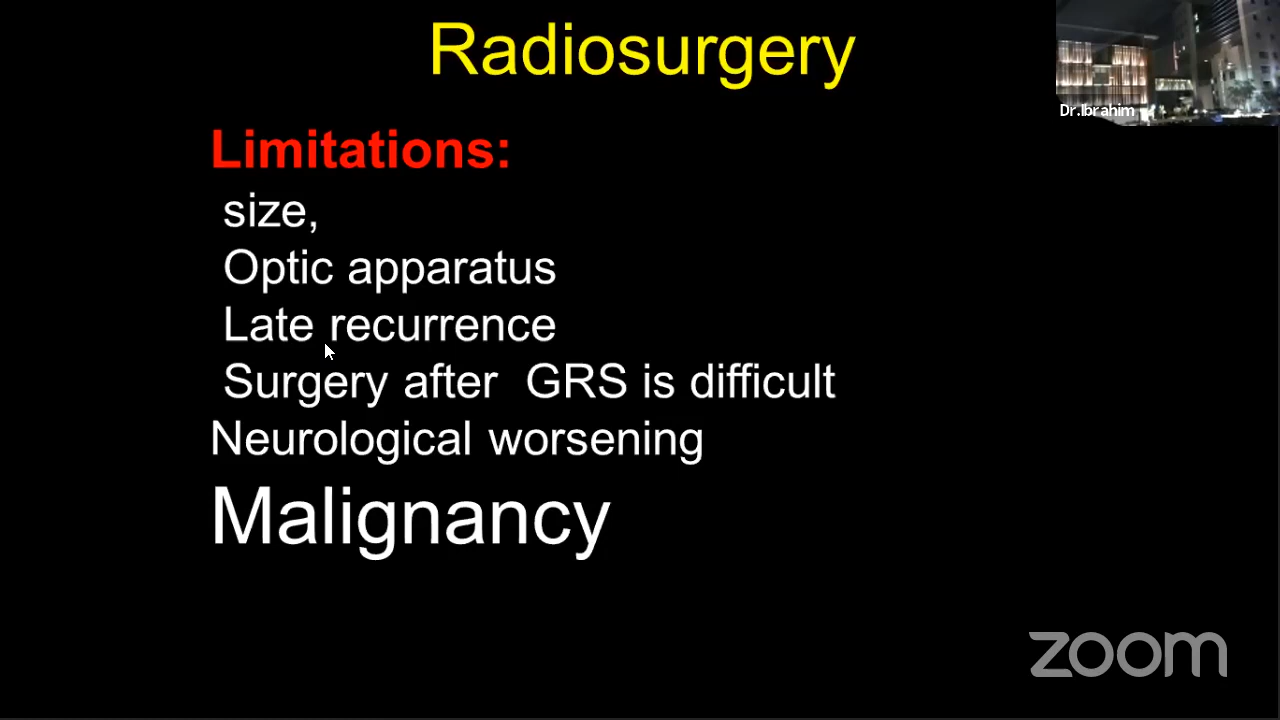 Radiosurgery
Dr.Ibrahim
Limitations:
size,
Optic apparatus
Late recurrence
Surgery after GRS is difficult
Neurological worsening
Malignancy
zoom